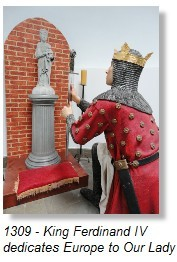 1309 - King Ferdinand IV
dedicates Europe to Our Lady